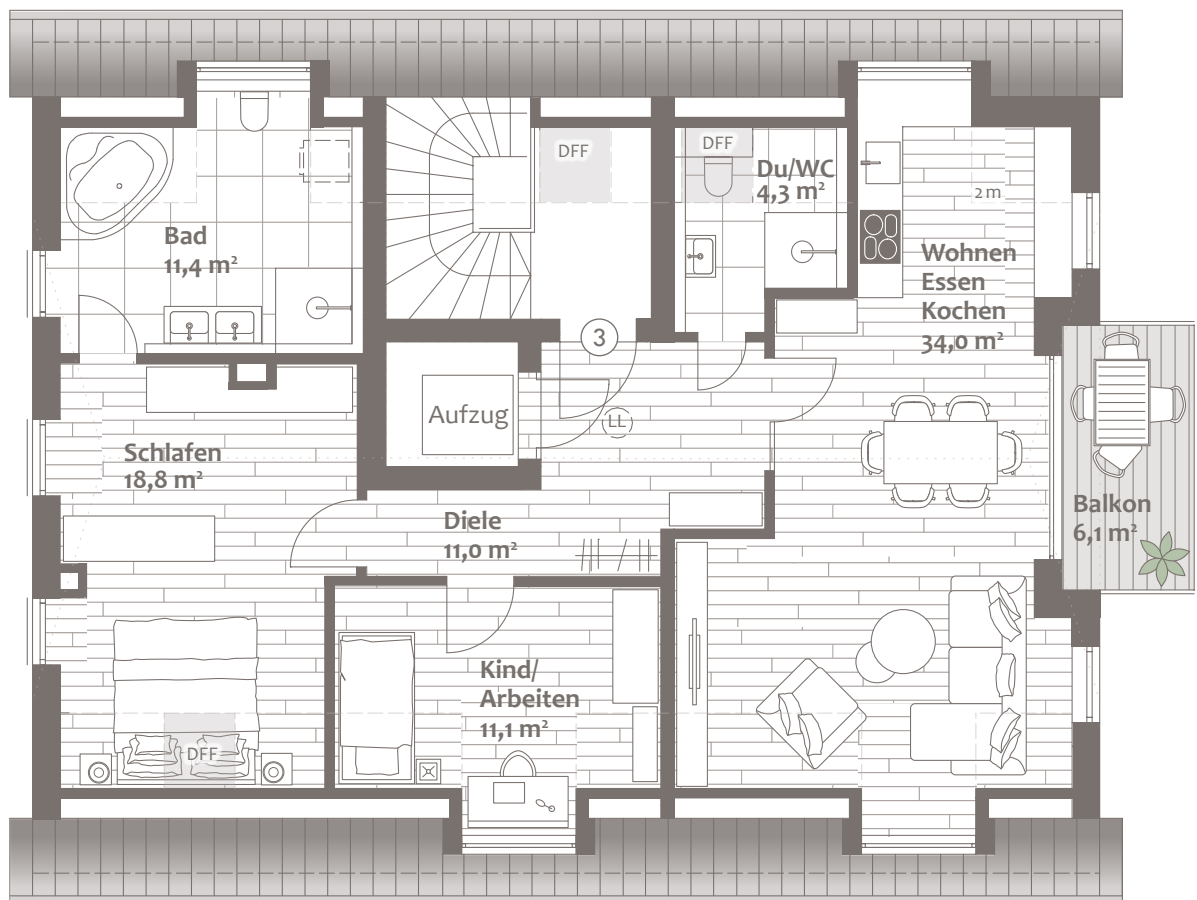 DFF
DFF
Du/WC
4,3 m²
2 m
Bad
11,4 m²
Wohnen
Essen
Kochen
34,0 m²
3
Aufzug
LL
Schlafen
18,8 m²
Diele
11,0 m²
Balkon
6,1 m²
Kind/
Arbeiten
11,1 m²
DFF